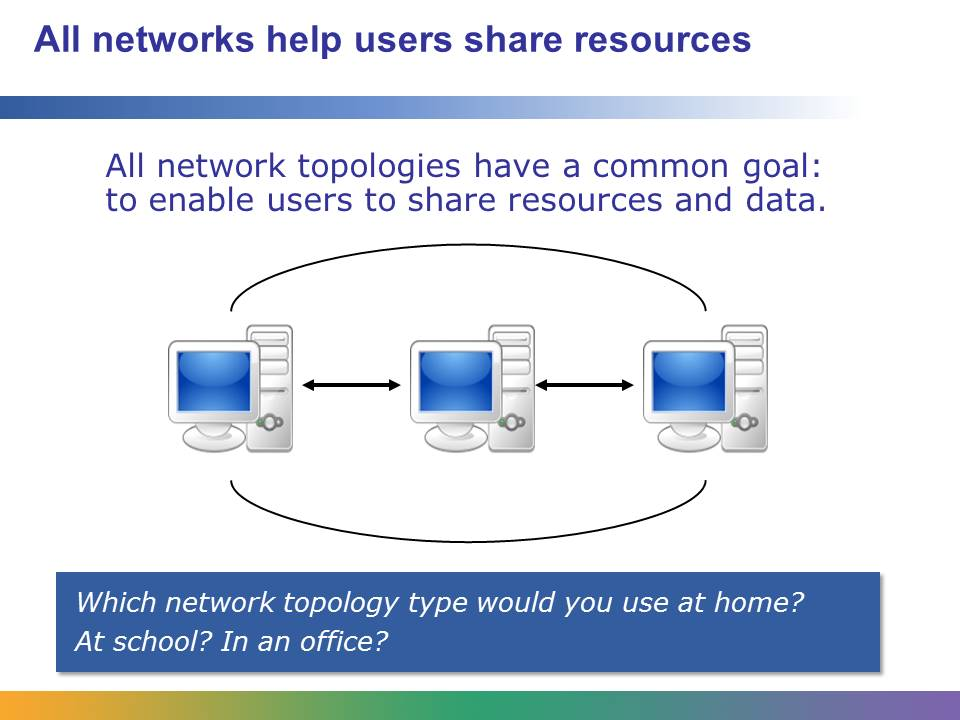 All networks help users share resources
All network topologies have a common goal:
to enable users to share resources and data.
Which network topology type would you use at home?
At school? In an office?